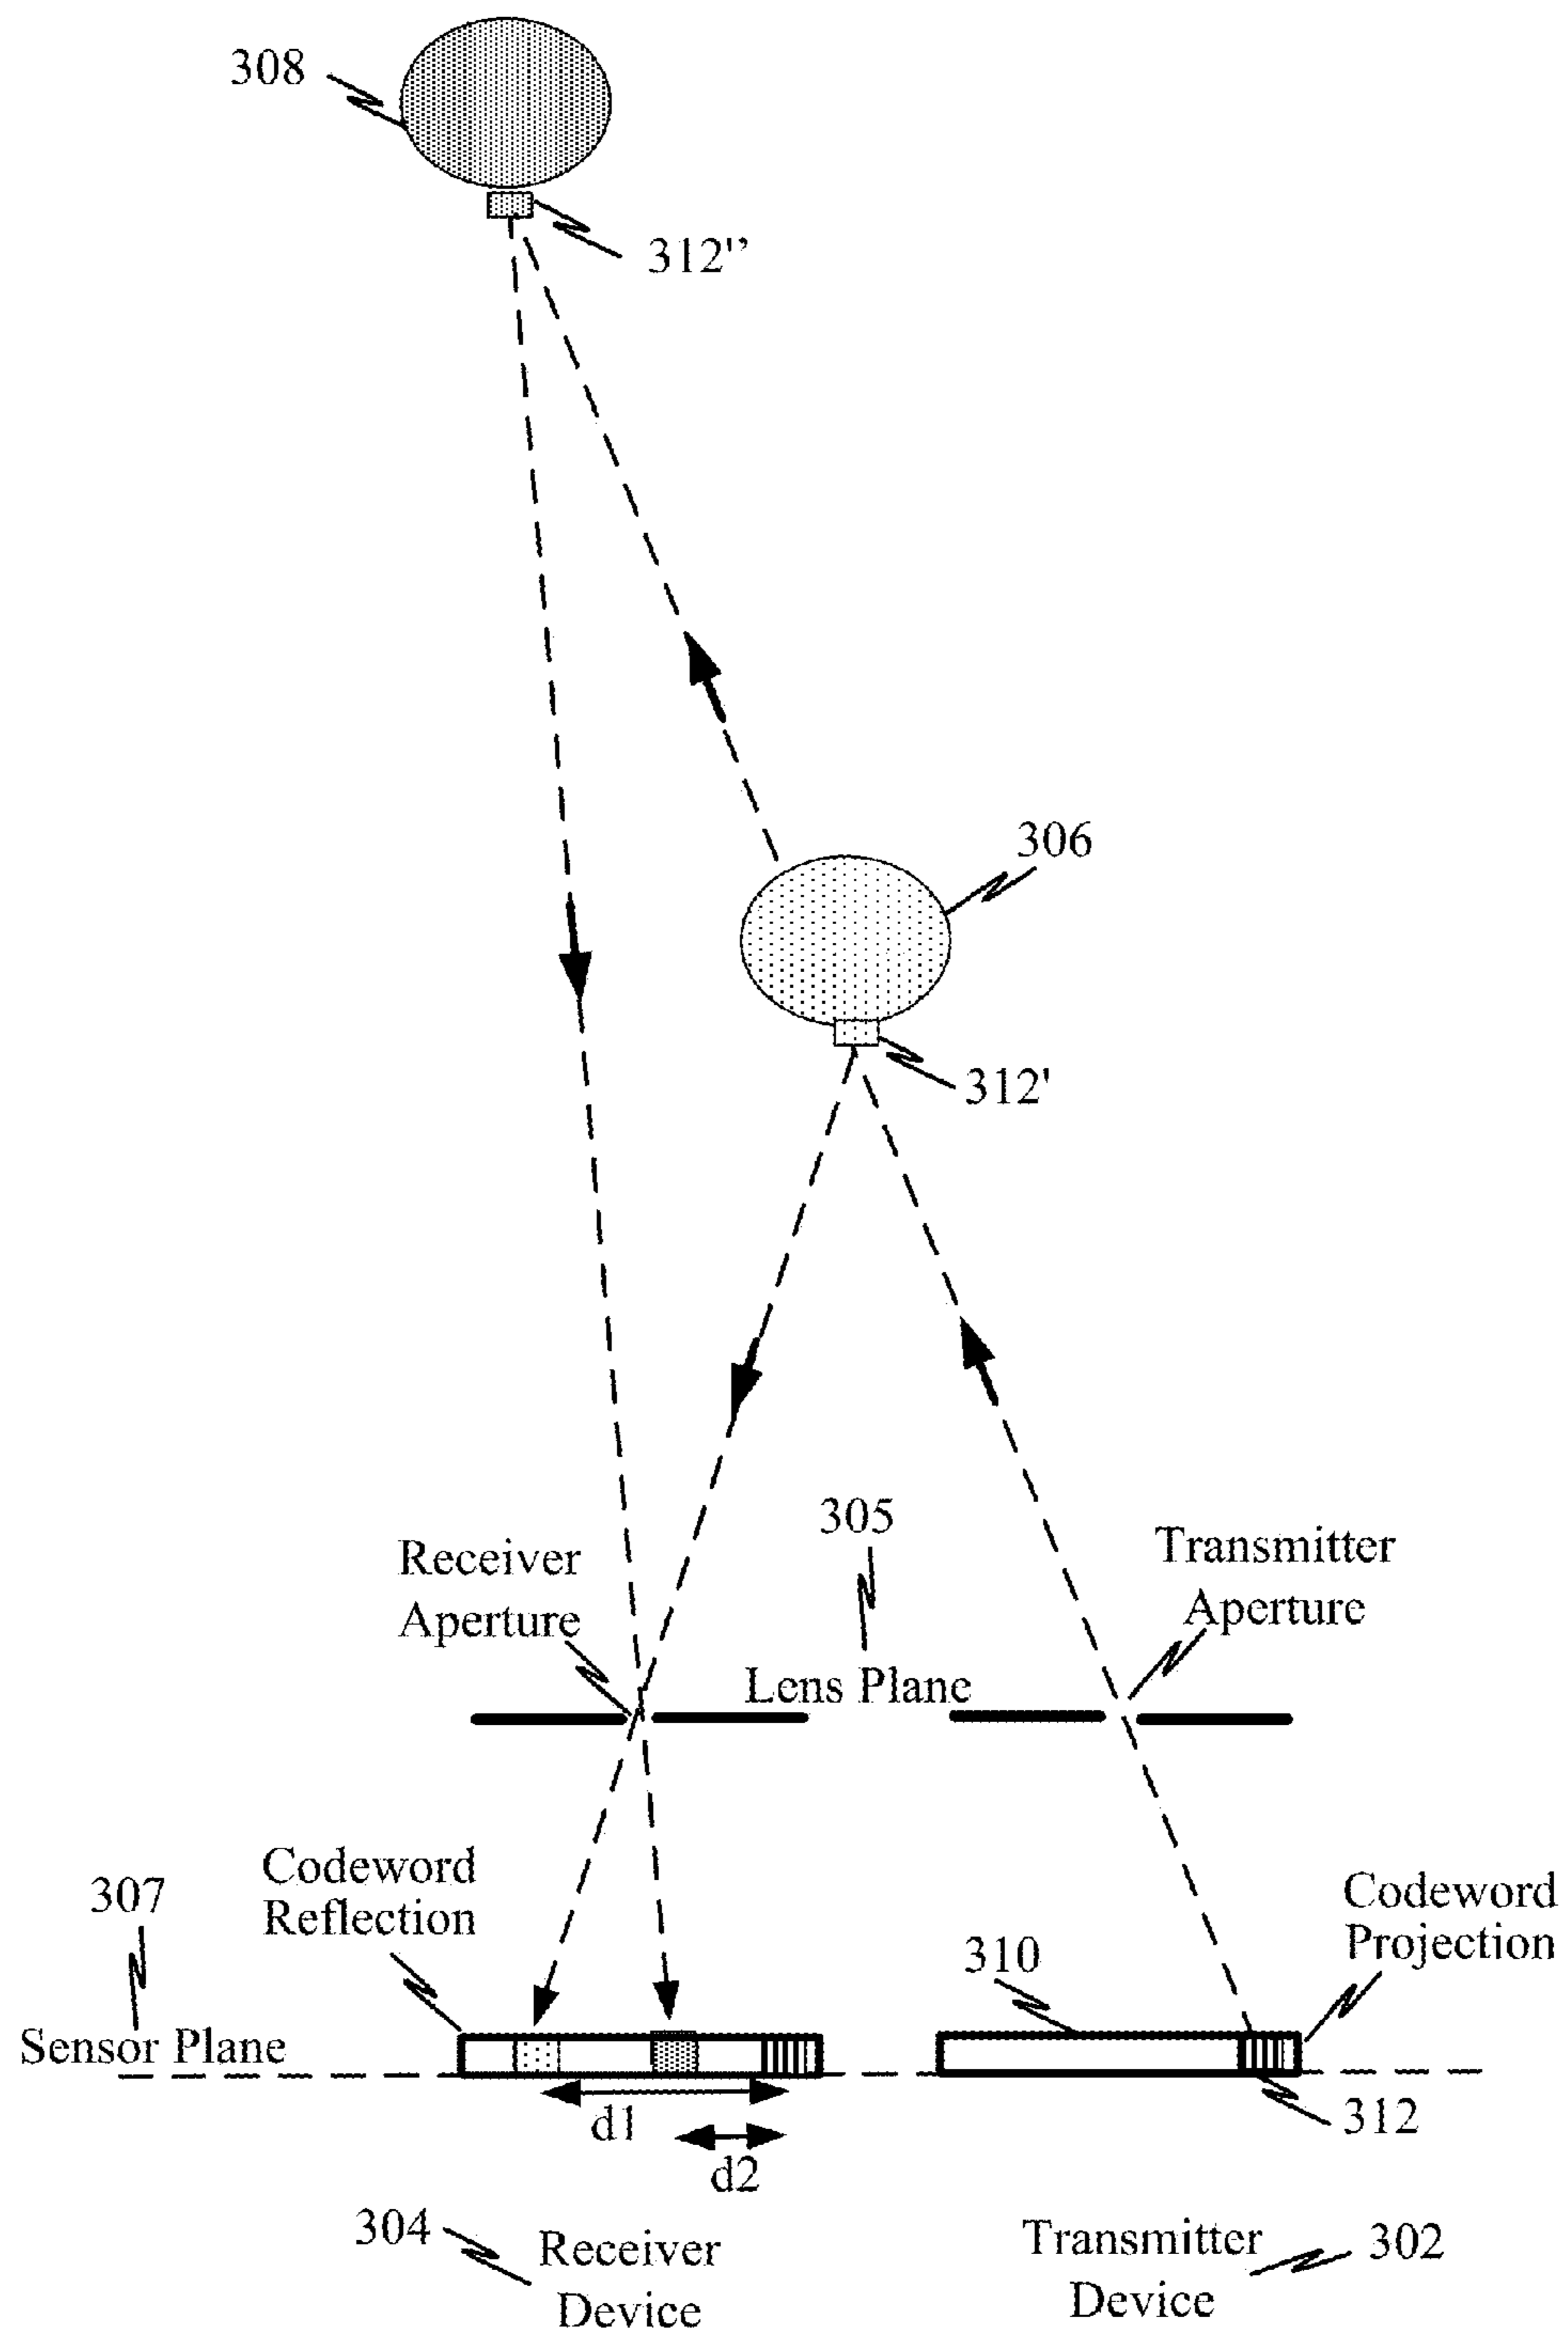 308
312"
306
312'
305
Receiver
Aperture
Transmitter
Aperture
Lens Plane
Codeword
Reflection
307
Codeword
Projection
310
Sensor Plane
d1
312
d2
304
Receiver
Device
Transmitter
Device
302